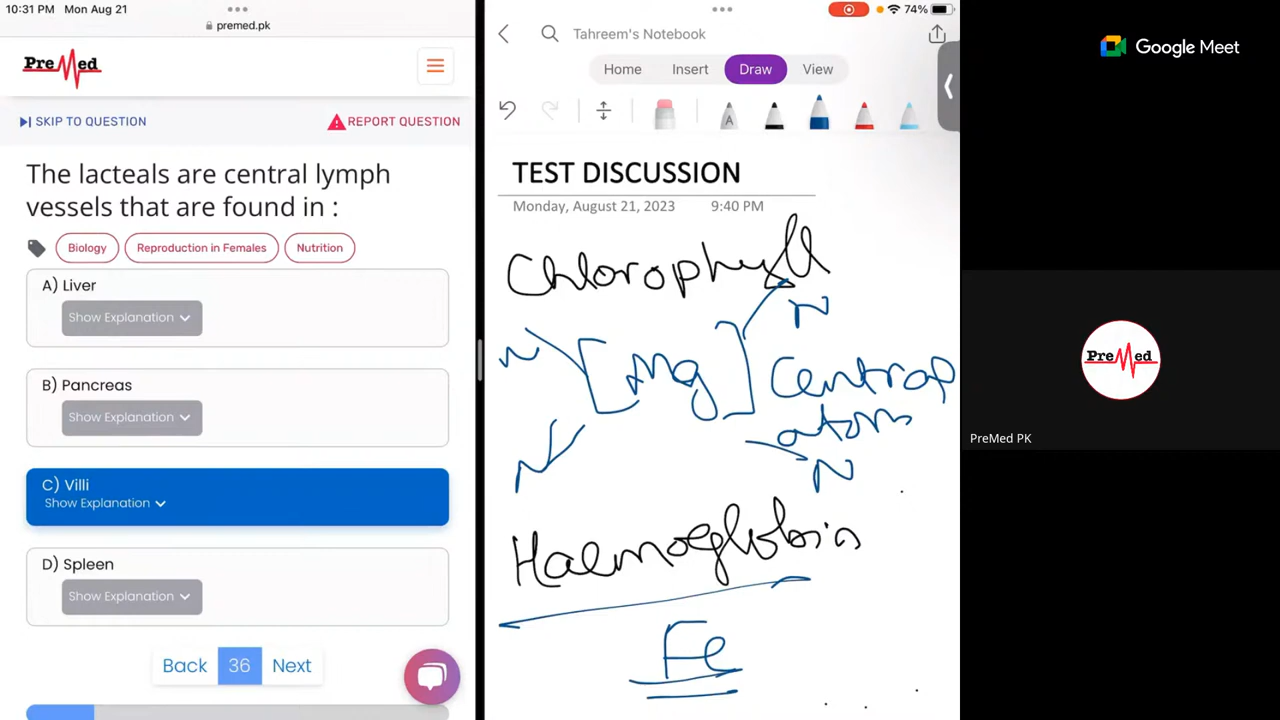 10:31 PM Mon Aug 21
premed.pk
PreMed
SKIP TO QUESTION
REPORT QUESTION
The lacteals are central lymph
vessels that are found in :
Biology
Reproduction in Females
Nutrition
A) Liver
Show Explanation
B) Pancreas
Show Explanation
C) Villi
Show Explanation
D) Spleen
Show Explanation
Back
36
Next
74%
Tahreem's Notebook
Home
Insert
Draw
View
A
TEST DISCUSSION
Monday, August 21, 2023 9:40 PM
Chlorophyll
N
N [Mg] Central
atom
N N
Haemoglobin
Fe
Google Meet
PreMed
PreMed PK